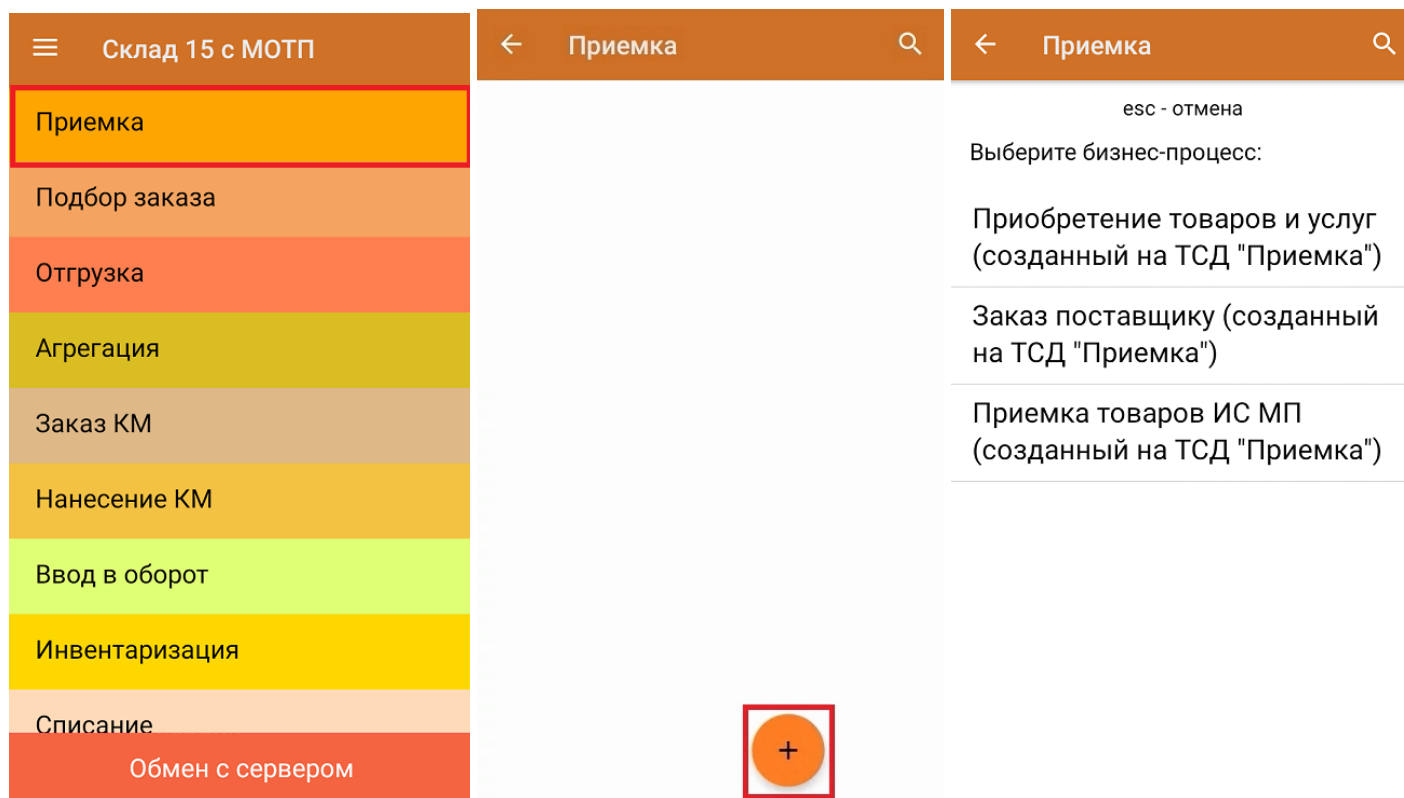 Склад 15 с МОТП
Приемка
Подбор заказа
Отгрузка
Агрегация
Заказ КМ
Нанесение КМ
Ввод в оборот
Инвентаризация
Списание
Обмен с сервером
Приемка
+
Приемка
esc - отмена
Выберите бизнес-процесс:
Приобретение товаров и услуг
(созданный на ТСД "Приемка")
Заказ поставщику (созданный
на ТСД "Приемка")
Приемка товаров ИС МП
(созданный на ТСД "Приемка")